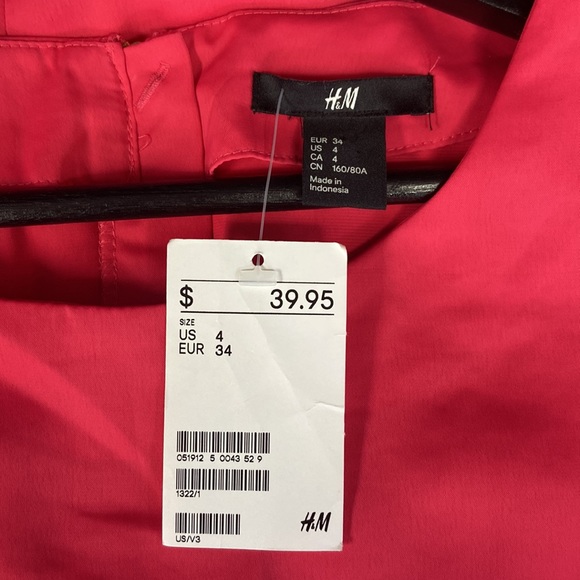 H&M
EUR 34
US 4
CA 4
CN 160/80A
Made in
Indonesia
$ 39.95
SIZE
US 4
EUR 34
051912 5 0043 52 9
1322/1
US/V3
H&M